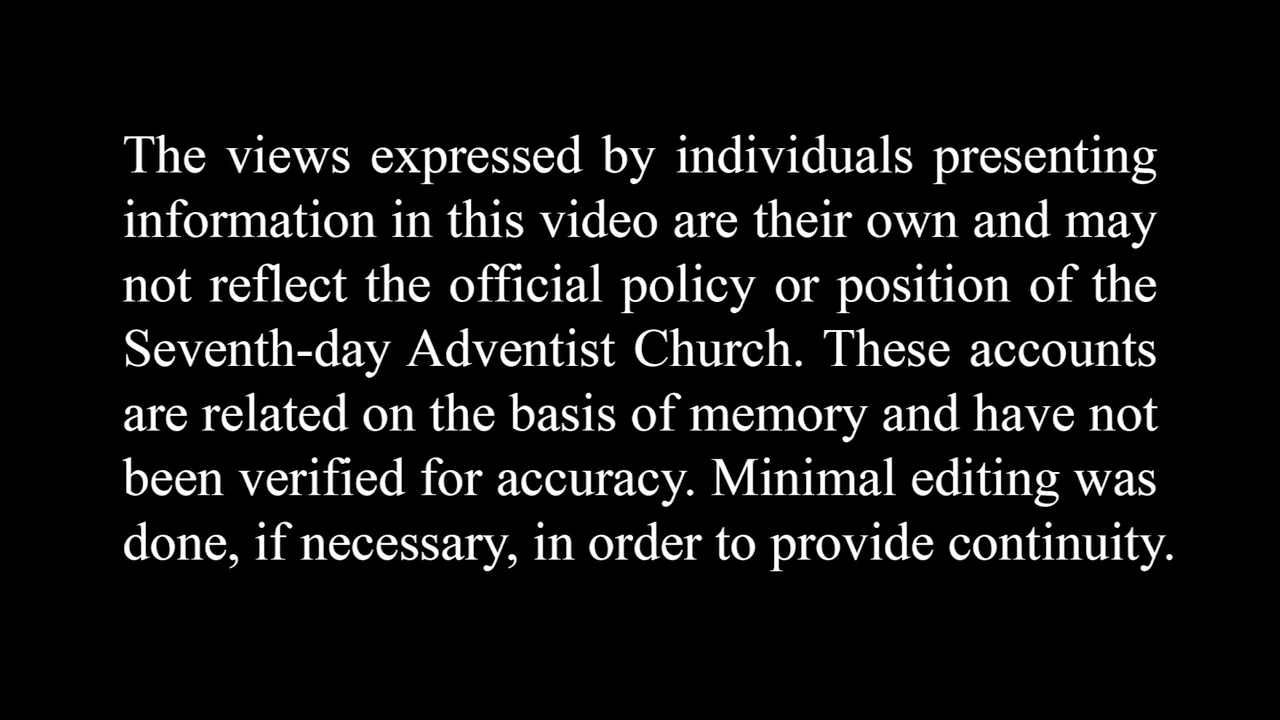 The views expressed by individuals presenting
information in this video are their own and may
not reflect the official policy or position of the
Seventh-day Adventist Church. These accounts
are related on the basis of memory and have not
been verified for accuracy. Minimal editing was
done, if necessary, in order to provide continuity.